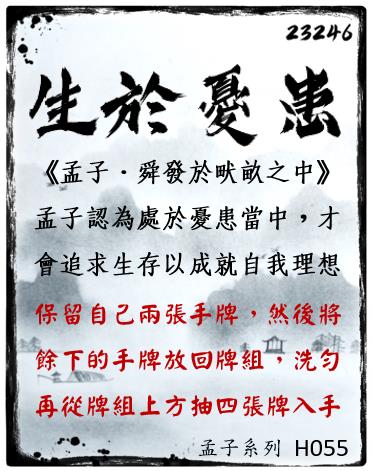 23246
生於憂患
《孟子．舜發於畎畝之中》
孟子認為處於憂患當中，才
會追求生存以成就自我理想
保留自己兩張手牌，然後將
餘下的手牌放回牌組，洗勻
再從牌組上方抽四張牌入手
孟子系列 H055